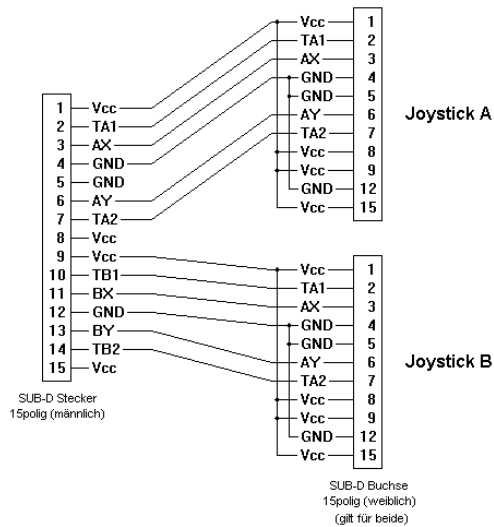 1 Vcc
2 TA1
3 AX
4 GND
5 GND
6 AY
7 TA2
8 Vcc
9 Vcc
10 TB1
11 BX
12 GND
13 BY
14 TB2
15 Vcc
SUB-D Stecker
15polig (männlich)
Vcc 1
TA1 2
AX 3
GND 4
GND 5
AY 6
TA2 7
Vcc 8
Vcc 9
GND 12
Vcc 15
Joystick A
Vcc 1
TA1 2
AX 3
GND 4
GND 5
AY 6
TA2 7
Vcc 8
Vcc 9
GND 12
Vcc 15
Joystick B
SUB-D Buchse
15polig (weiblich)
(gilt für beide)